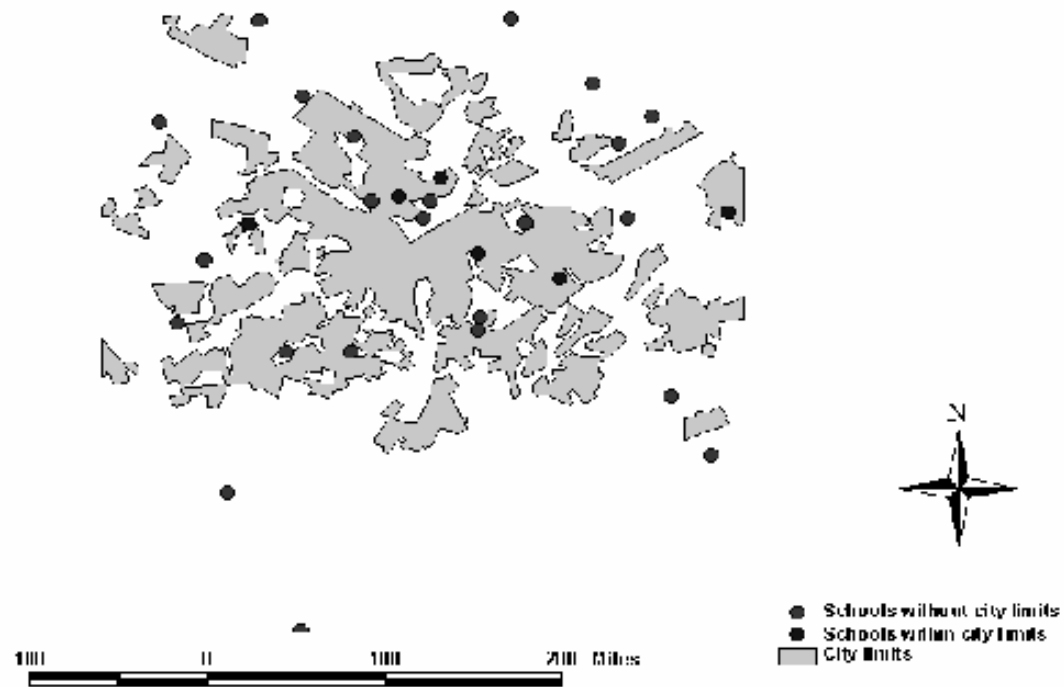 N
Schools without city limits
Schools within city limits
City limits
100 0 100 200 Miles